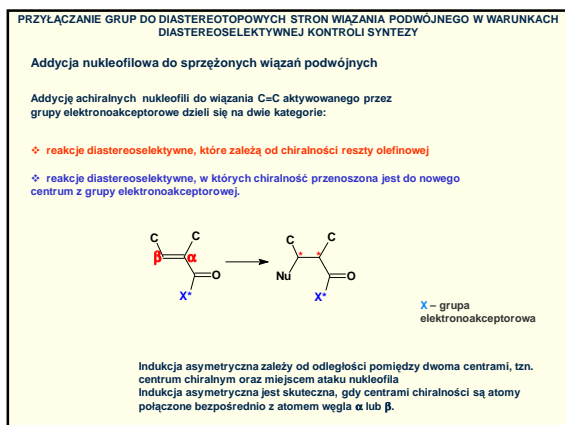 PRZYŁĄCZANIE GRUP DO DIASTEREOTOPOWYCH STRON WIĄZANIA PODWÓJNEGO W WARUNKACH
DIASTEREOSELEKTYWNEJ KONTROLI SYNTEZY
Addycja nukleofilowa do sprzężonych wiązań podwójnych
Addycję achiralnych nukleofili do wiązania C=C aktywowanego przez
grupy elektronoakceptorowe dzieli się na dwie kategorie:
❖ reakcje diastereoselektywne, które zależą od chiralności reszty olefinowej
❖ reakcje diastereoselektywne, w których chiralność przenoszona jest do nowego
centrum z grupy elektronoakceptorowej.
C C C C
β α * *
O Nu O
X* X*
X – grupa
elektronoakceptorowa
Indukcja asymetryczna zależy od odległości pomiędzy dwoma centrami, tzn.
centrum chiralnym oraz miejscem ataku nukleofila
Indukcja asymetryczna jest skuteczna, gdy centrami chiralności są atomy
połączone bezpośrednio z atomem węgla α lub β.